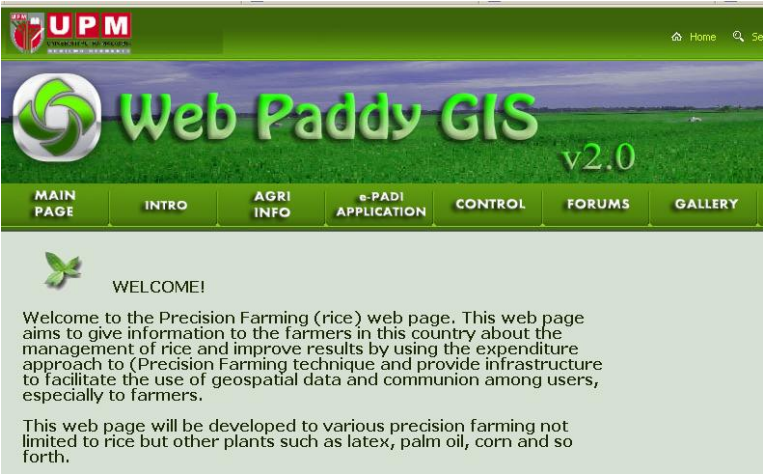 UPM
Home Se
Web Paddy GIS
v2.0
MAIN PAGE
INTRO
AGRI INFO
e-PADI APPLICATION
CONTROL
FORUMS
GALLERY
WELCOME!
Welcome to the Precision Farming (rice) web page. This web page
aims to give information to the farmers in this country about the
management of rice and improve results by using the expenditure
approach to (Precision Farming technique and provide infrastructure
to facilitate the use of geospatial data and communion among users,
especially to farmers.
This web page will be developed to various precision farming not
limited to rice but other plants such as latex, palm oil, corn and so
forth.